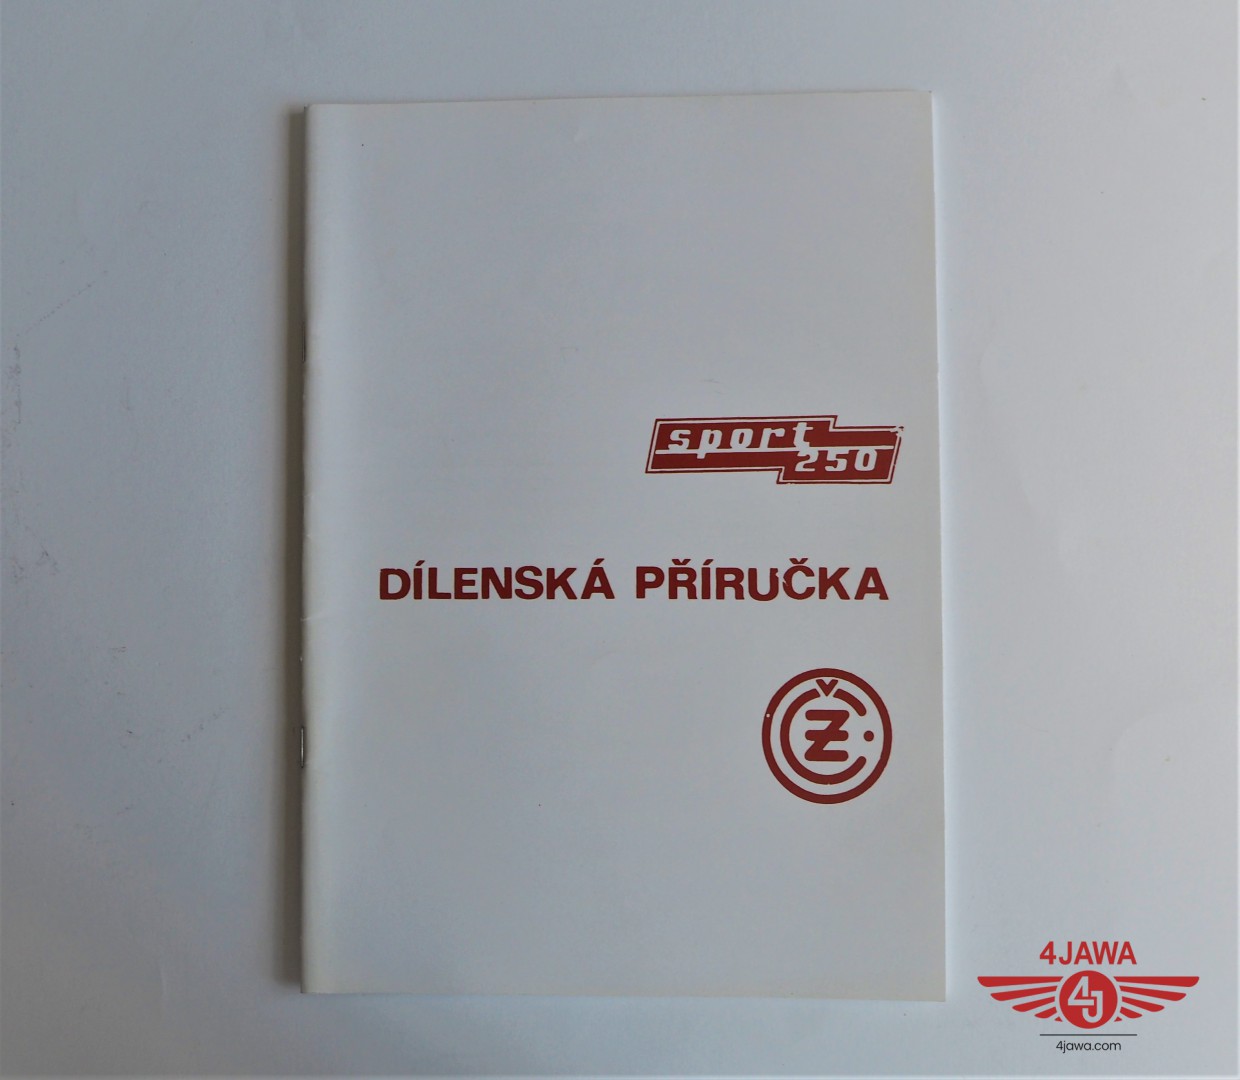 sport
250
DÍLENSKÁ PŘÍRUČKA
ČZ
4JAWA
4J
4jawa.com